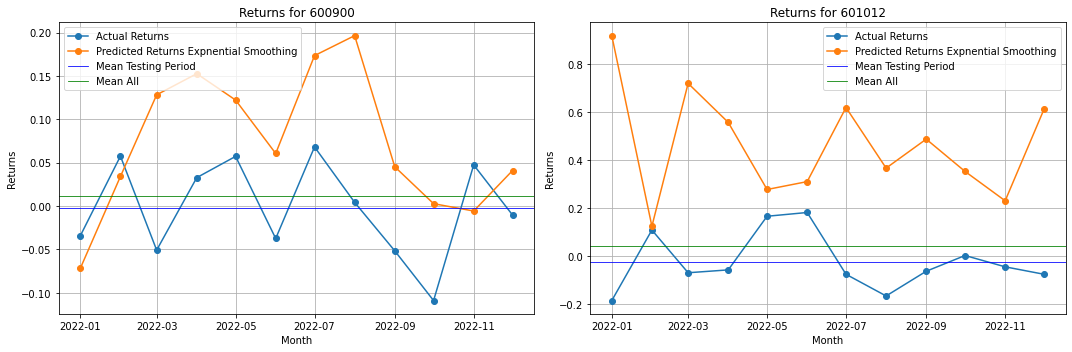 Returns for 600900
Actual Returns
Predicted Returns Expnential Smoothing
Mean Testing Period
Mean All
0.20
0.15
0.10
0.05
0.00
−0.05
−0.10
Returns
2022-01 2022-03 2022-05 2022-07 2022-09 2022-11
Month
Returns for 601012
Actual Returns
Predicted Returns Expnential Smoothing
Mean Testing Period
Mean All
0.8
0.6
0.4
0.2
0.0
−0.2
Returns
2022-01 2022-03 2022-05 2022-07 2022-09 2022-11
Month